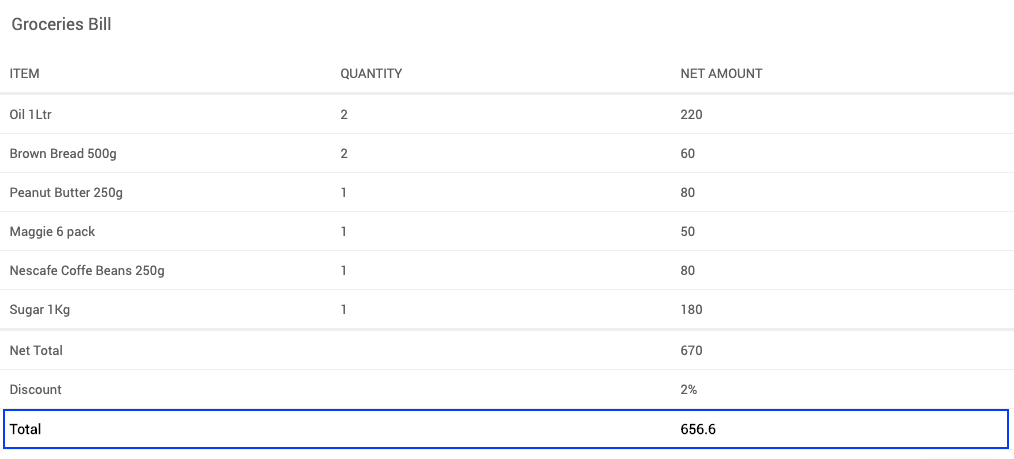 Groceries Bill
ITEM QUANTITY NET AMOUNT
Oil 1Ltr 2 220
Brown Bread 500g 2 60
Peanut Butter 250g 1 80
Maggie 6 pack 1 50
Nescafe Coffe Beans 250g 1 80
Sugar 1Kg 1 180
Net Total 670
Discount 2%
Total 656.6